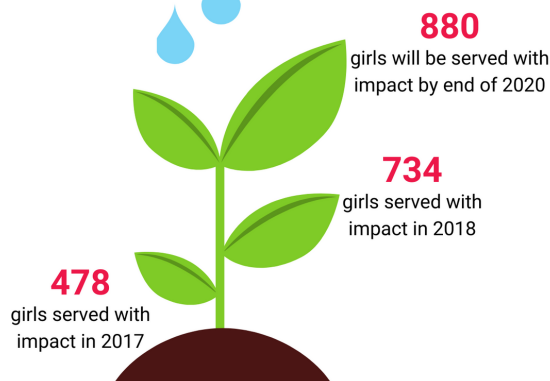 880
girls will be served with
impact by end of 2020
734
girls served with
impact in 2018
478
girls served with
impact in 2017